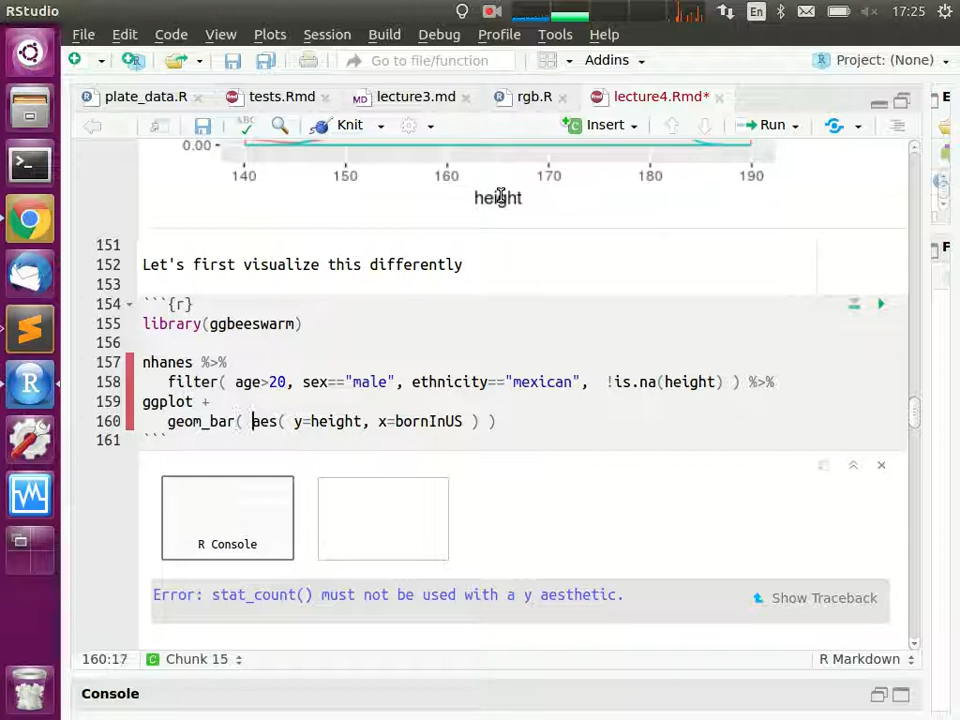 RStudio
En
17:25
File Edit Code View Plots Session Build Debug Profile Tools Help
Go to file/function
Addins
Project: (None)
plate_data.R
tests.Rmd
lecture3.md
rgb.R
lecture4.Rmd*
E
ABC
Knit
Insert
Run
0.00
140 150 160 170 180 190
height
F
151
152 Let's first visualize this differently
153
154 ```{r}
155 library(ggbeeswarm)
156
157 nhanes %>%
158 filter( age>20, sex=="male", ethnicity=="mexican", !is.na(height) ) %>%
159 ggplot +
160 geom_bar( aes( y=height, x=bornInUS ) )
161 ```
R Console
Error: stat_count() must not be used with a y aesthetic.
Show Traceback
160:17
Chunk 15
R Markdown
Console